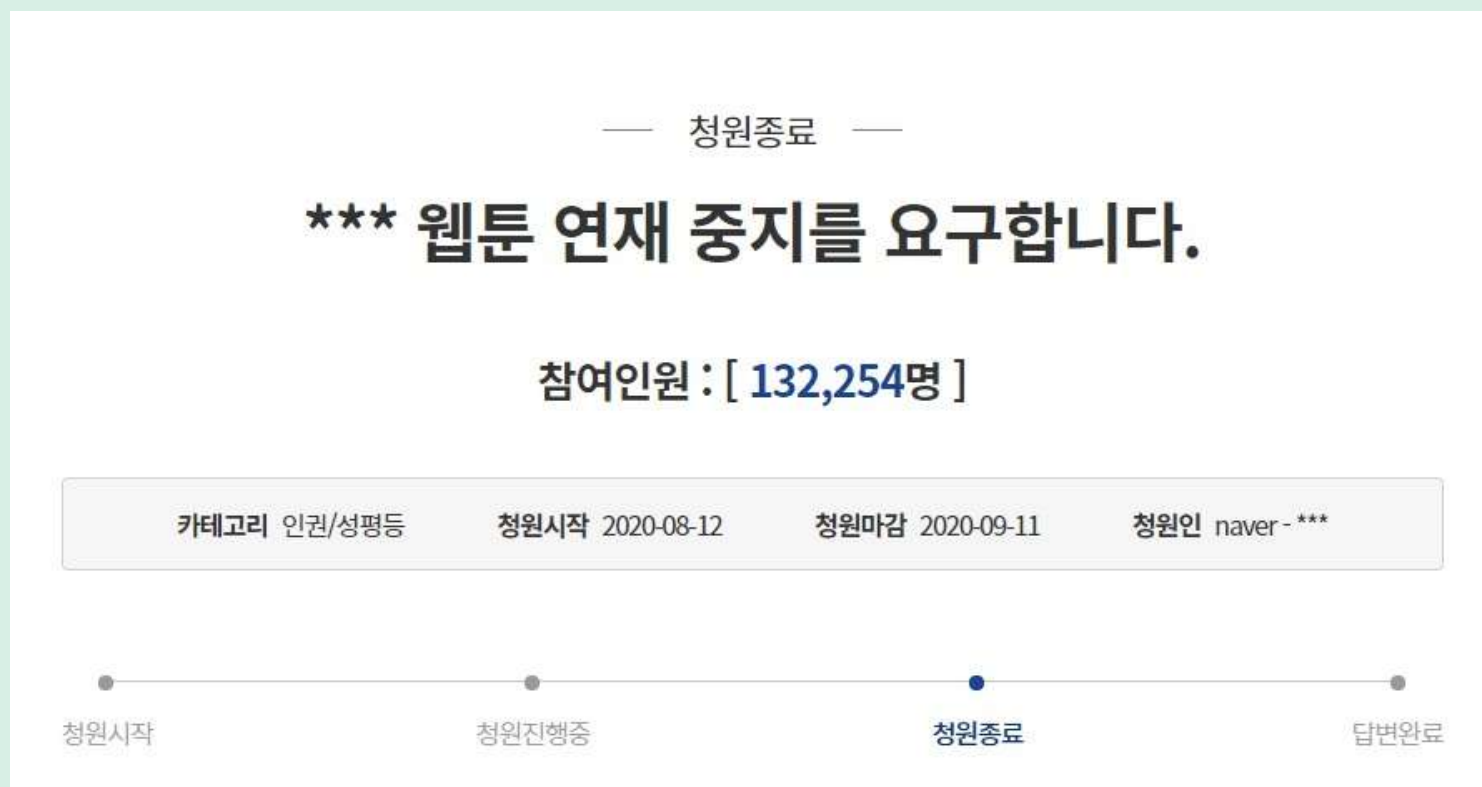 청원종료
*** 웹툰 연재 중지를 요구합니다.
참여인원 : [ 132,254명 ]
카테고리 인권/성평등 청원시작 2020-08-12 청원마감 2020-09-11 청원인 naver - ***
청원시작 청원진행중 청원종료 답변완료